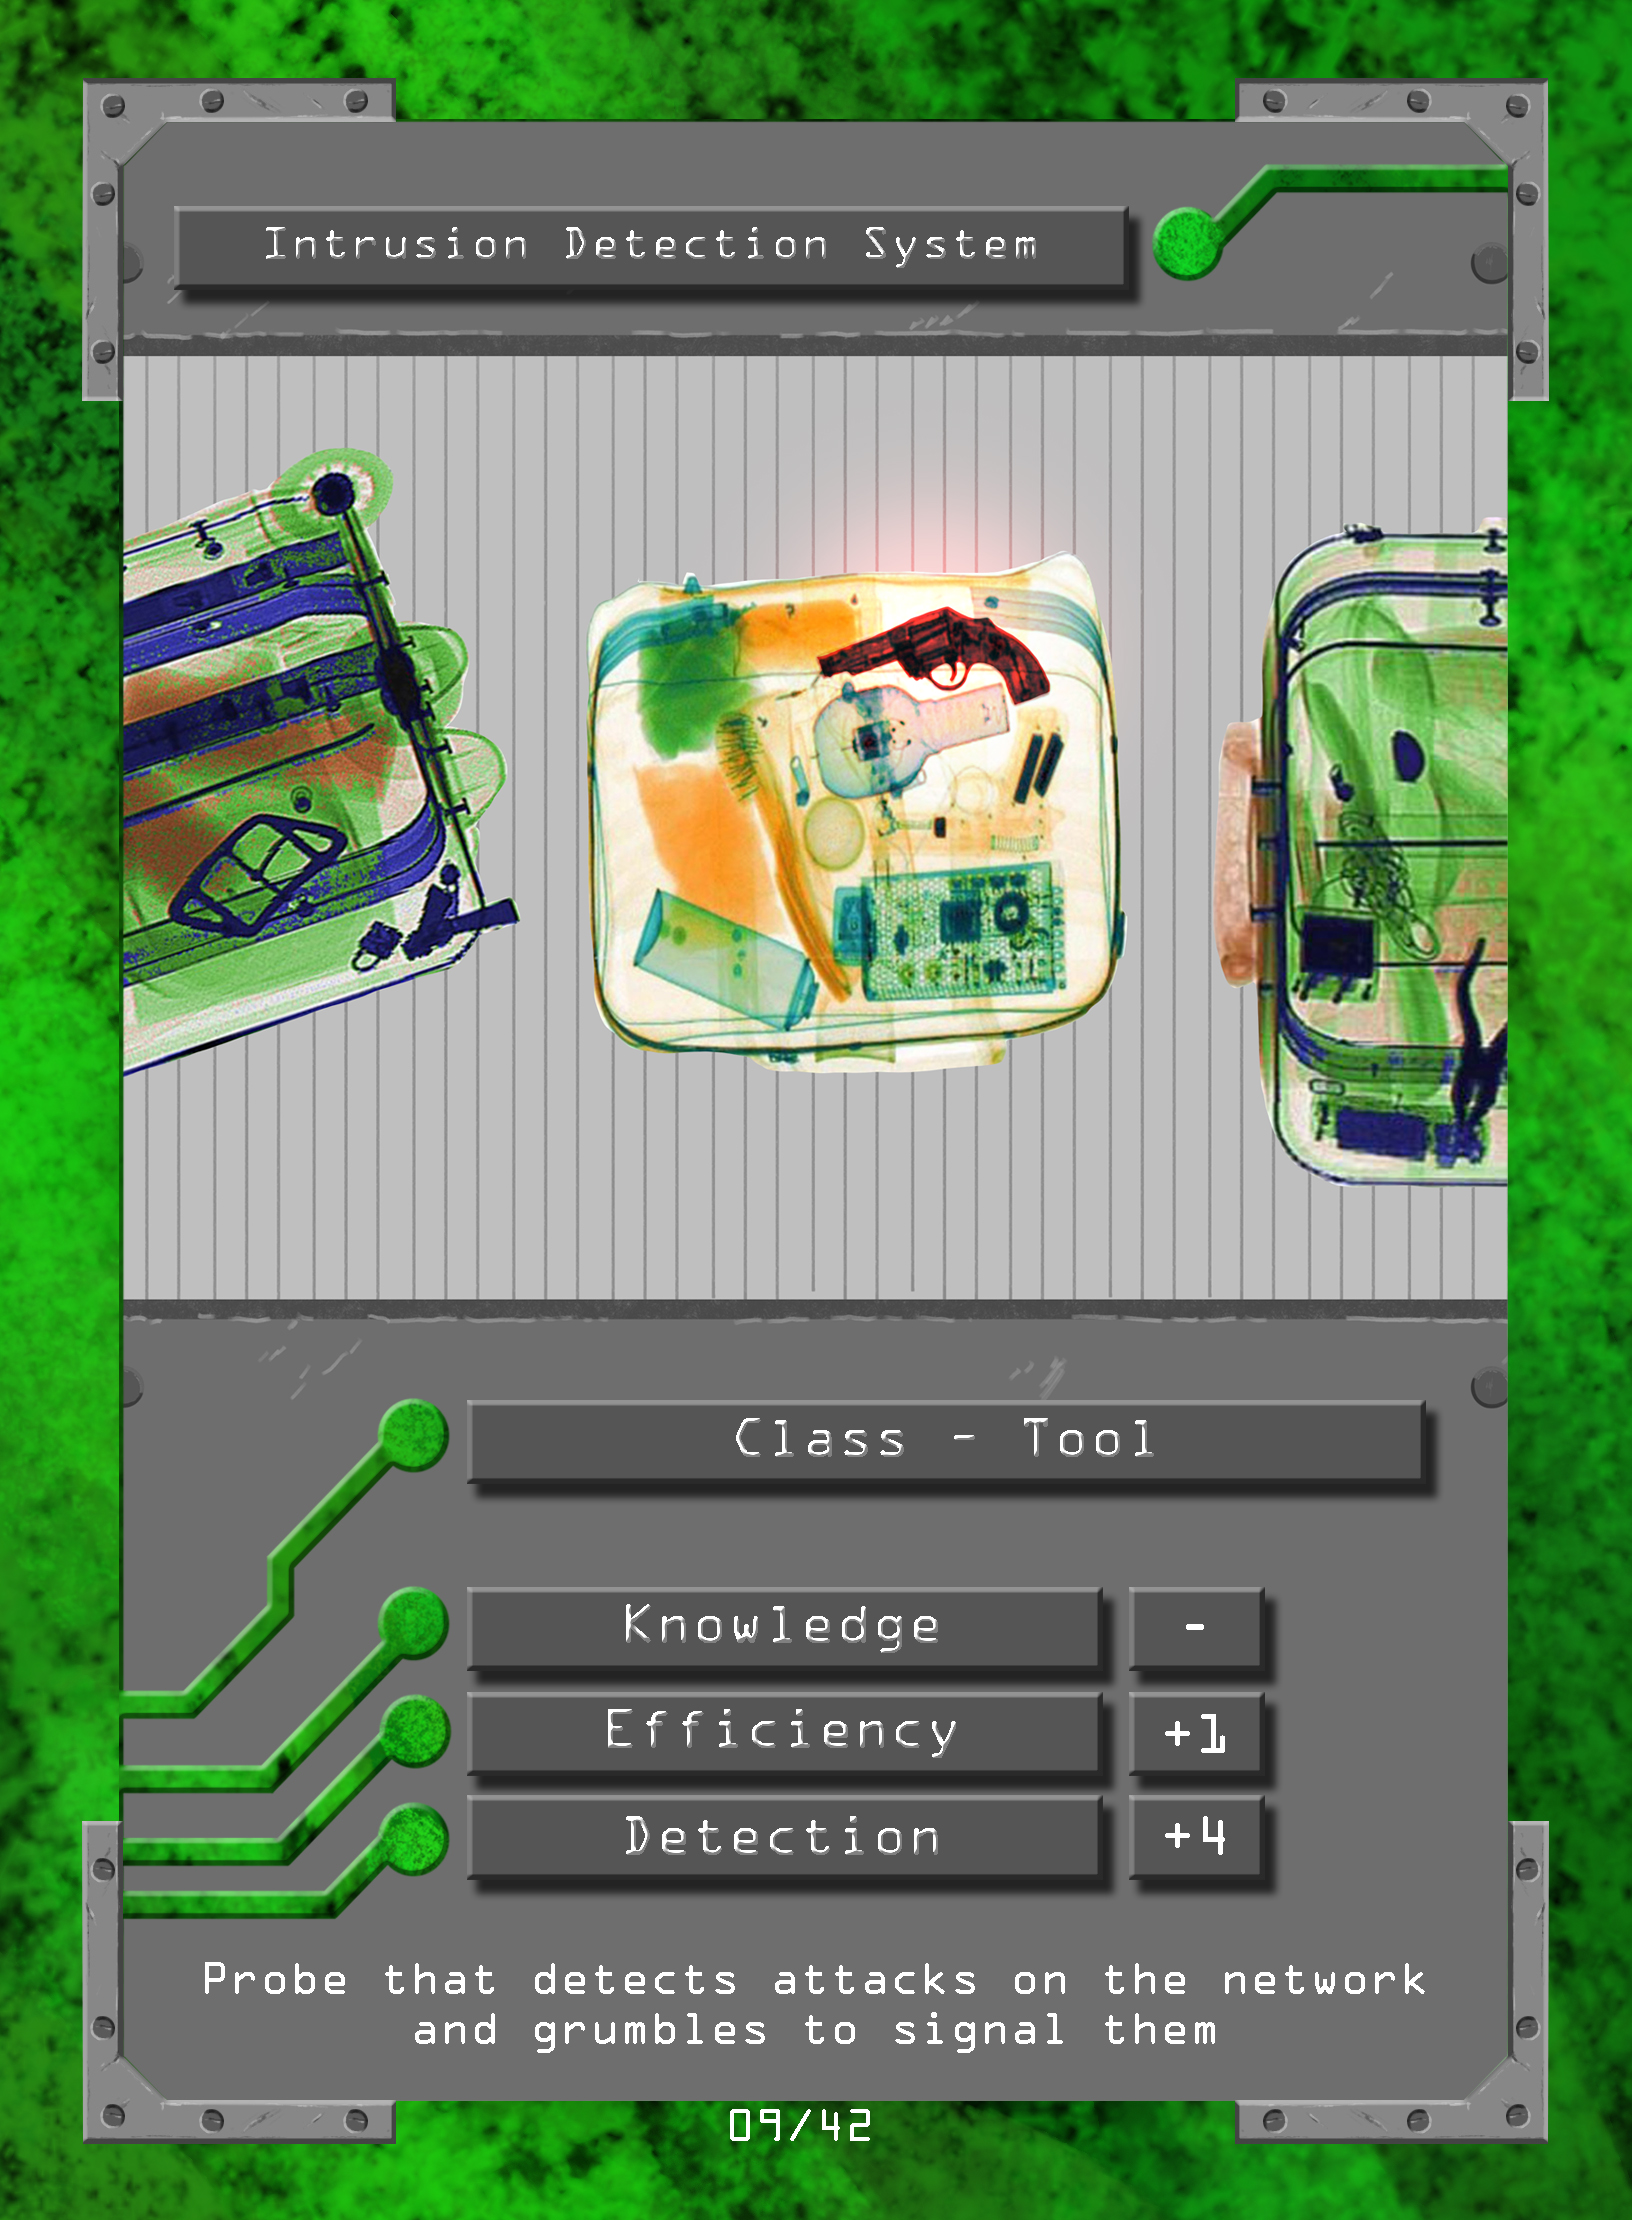 Intrusion Detection System
Class - Tool
Knowledge -
Efficiency +1
Detection +4
Probe that detects attacks on the network
and grumbles to signal them
09/42